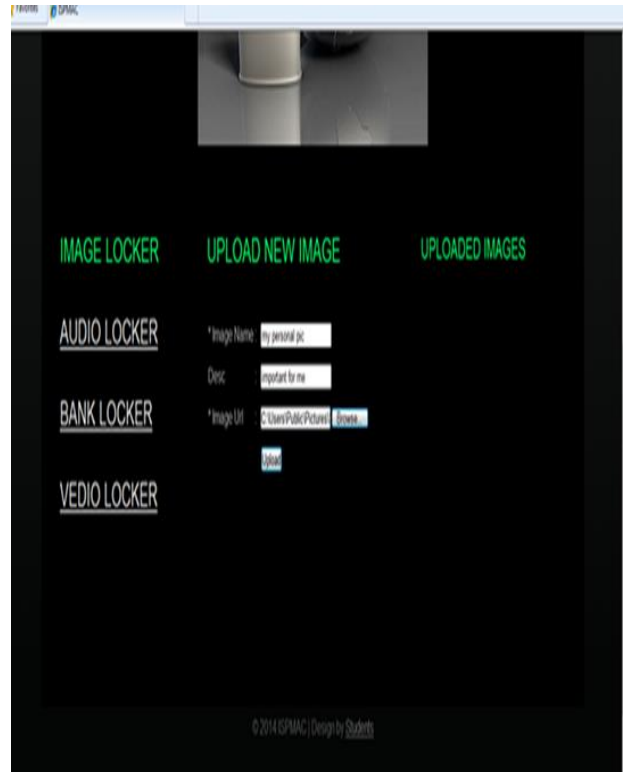 Favorites ISPMAC
IMAGE LOCKER UPLOAD NEW IMAGE UPLOADED IMAGES
AUDIO LOCKER
BANK LOCKER
VEDIO LOCKER
* Image Name : my personal pic
Desc : important for me
* Image Url : C:\Users\Public\Pictures\ Browse...
Upload
© 2014 ISPMAC | Design by Students